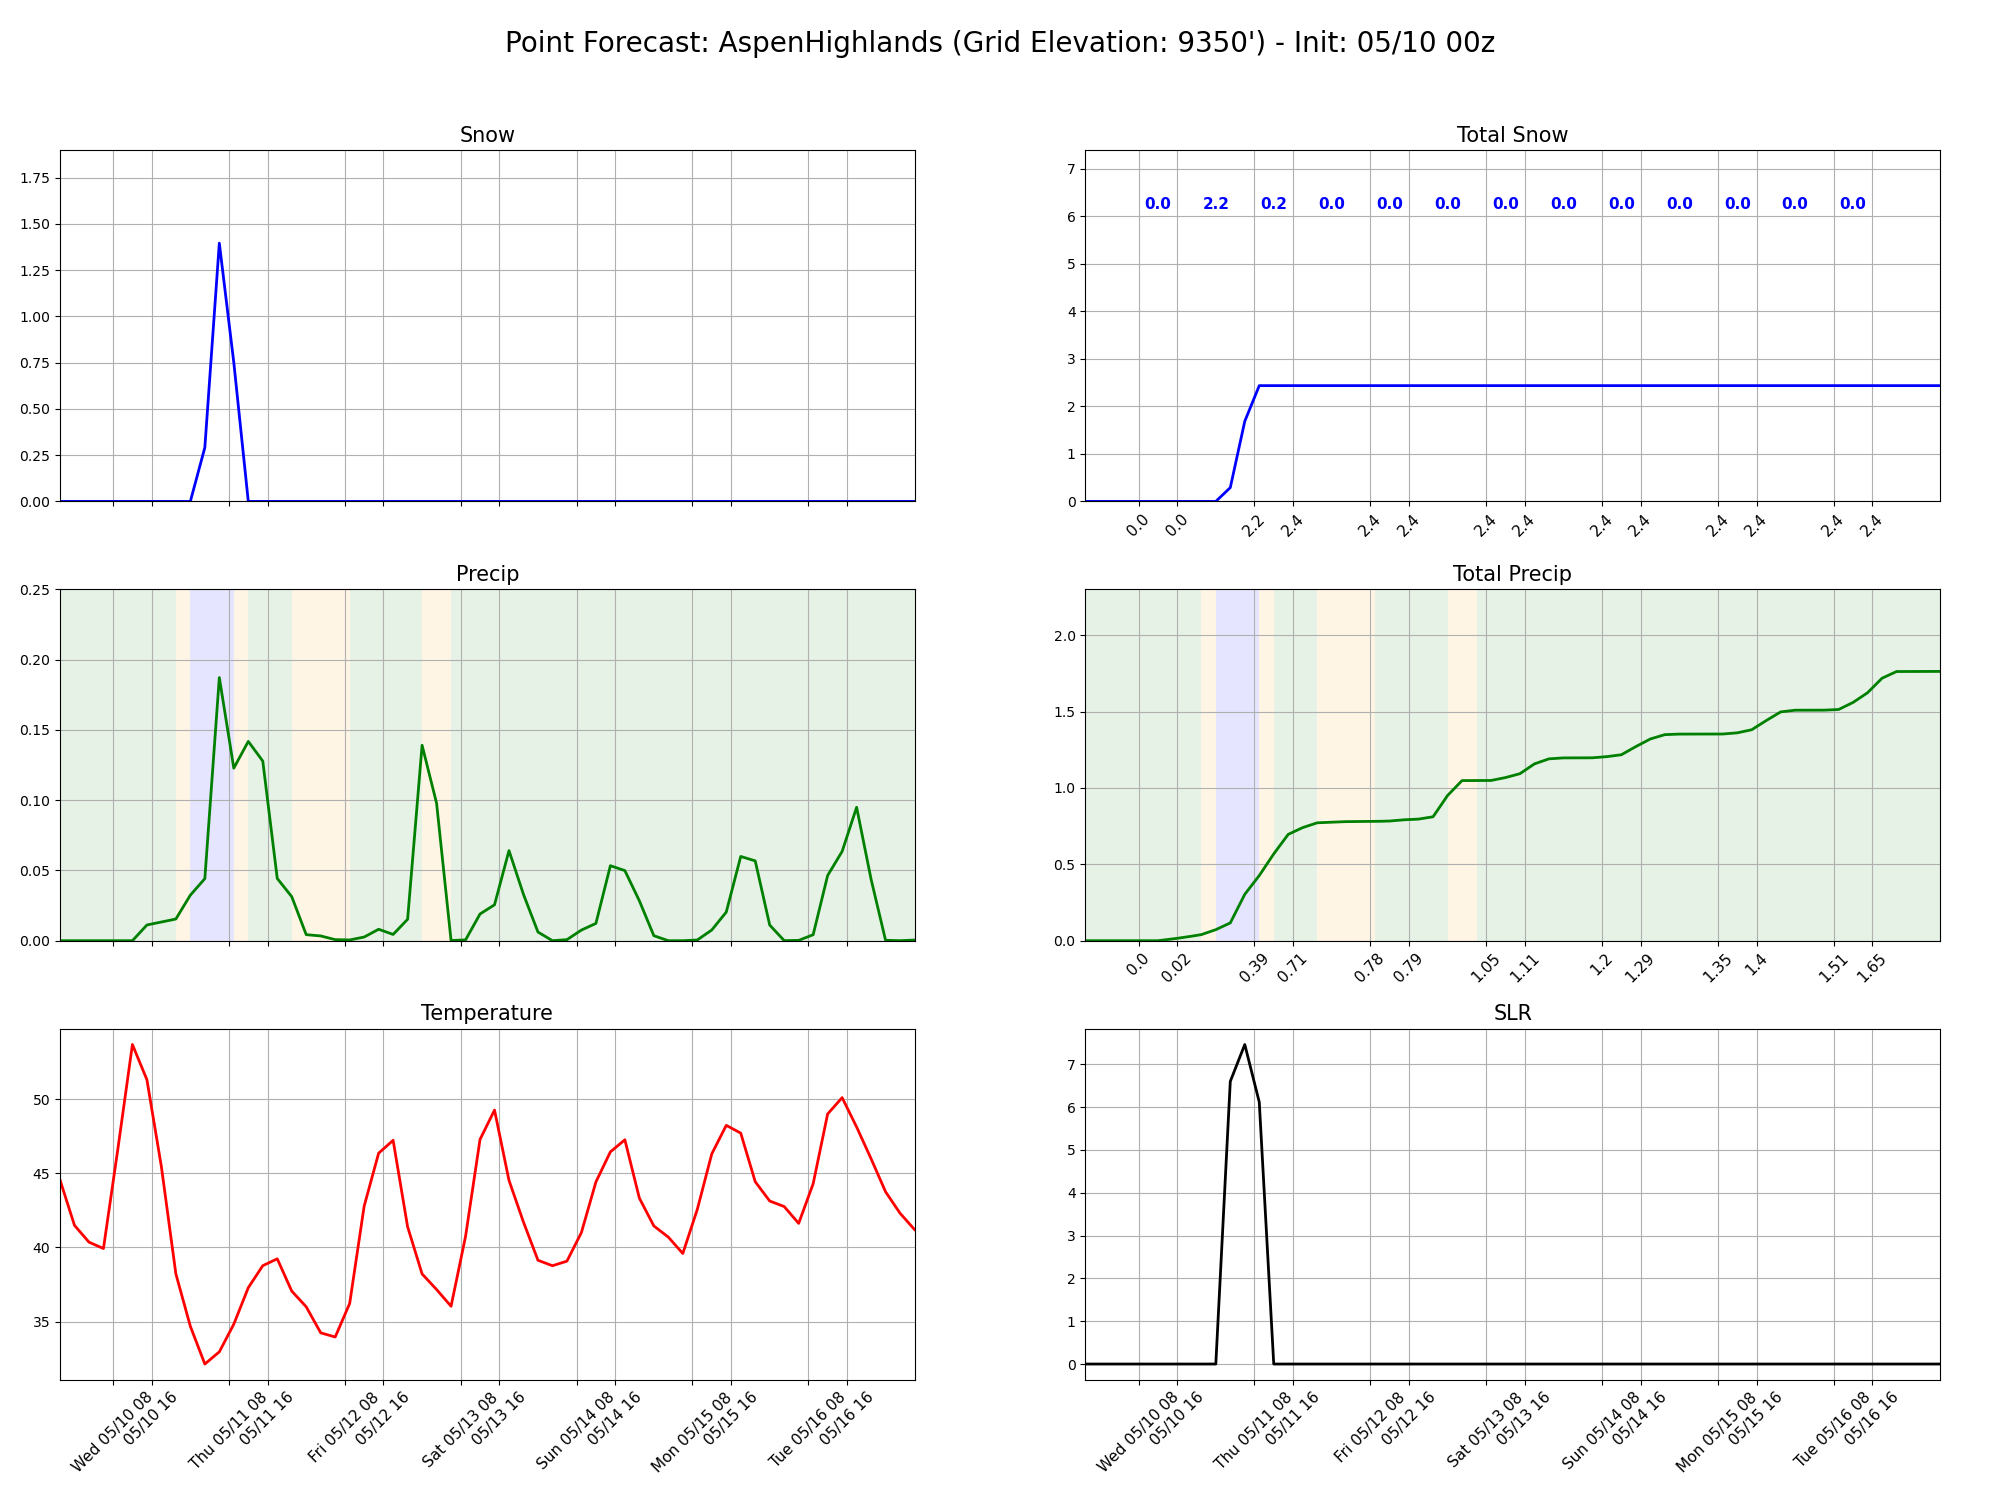 Point Forecast: AspenHighlands (Grid Elevation: 9350') - Init: 05/10 00z
Snow
1.75
1.50
1.25
1.00
0.75
0.50
0.25
0.00
Total Snow
7
6
5
4
3
2
1
0
0.0 2.2 0.2 0.0 0.0 0.0 0.0 0.0 0.0 0.0 0.0 0.0 0.0
0.0 0.0 2.2 2.4 2.4 2.4 2.4 2.4 2.4 2.4 2.4 2.4 2.4 2.4
Precip
0.25
0.20
0.15
0.10
0.05
0.00
Total Precip
2.0
1.5
1.0
0.5
0.0
0.0 0.02 0.39 0.71 0.78 0.79 1.05 1.11 1.2 1.29 1.35 1.4 1.51 1.65
Temperature
50
45
40
35
Wed 05/10 08
05/10 16
Thu 05/11 08
05/11 16
Fri 05/12 08
05/12 16
Sat 05/13 08
05/13 16
Sun 05/14 08
05/14 16
Mon 05/15 08
05/15 16
Tue 05/16 08
05/16 16
SLR
7
6
5
4
3
2
1
0
Wed 05/10 08
05/10 16
Thu 05/11 08
05/11 16
Fri 05/12 08
05/12 16
Sat 05/13 08
05/13 16
Sun 05/14 08
05/14 16
Mon 05/15 08
05/15 16
Tue 05/16 08
05/16 16